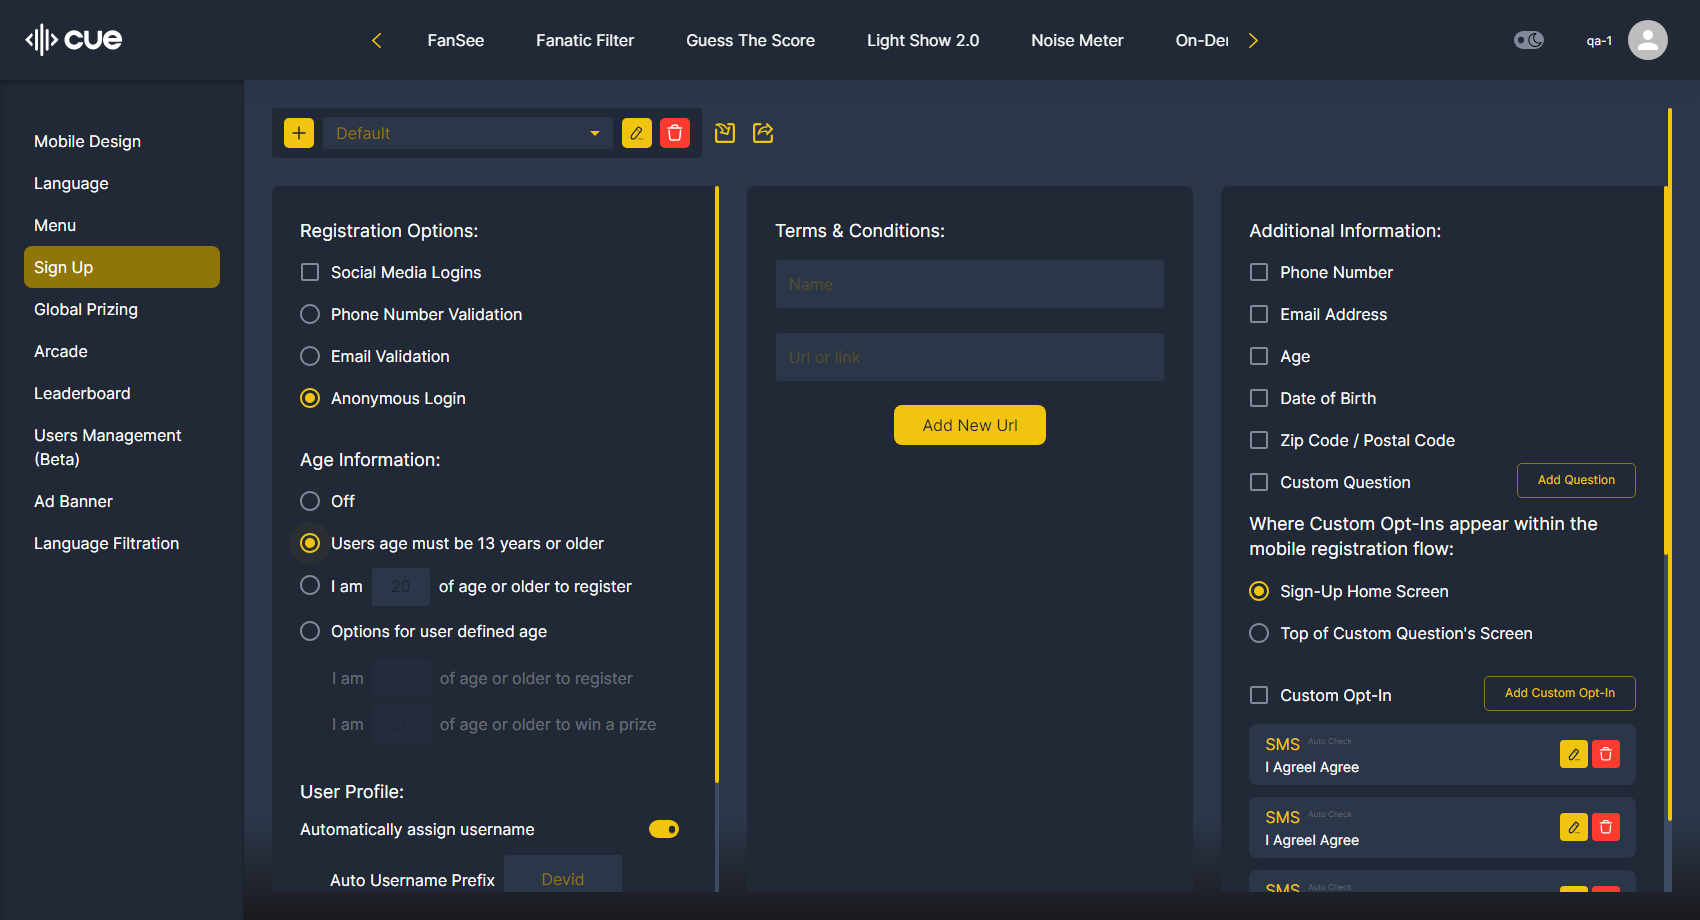 cue
FanSee
Fanatic Filter
Guess The Score
Light Show 2.0
Noise Meter
On-De
qa-1
Mobile Design
Language
Menu
Sign Up
Global Prizing
Arcade
Leaderboard
Users Management
(Beta)
Ad Banner
Language Filtration
Default
Registration Options:
Social Media Logins
Phone Number Validation
Email Validation
Anonymous Login
Age Information:
Off
Users age must be 13 years or older
I am 20 of age or older to register
Options for user defined age
I am 20 of age or older to register
I am 30 of age or older to win a prize
User Profile:
Automatically assign username
Auto Username Prefix Devid
Terms & Conditions:
Name
Url or link
Add New Url
Additional Information:
Phone Number
Email Address
Age
Date of Birth
Zip Code / Postal Code
Custom Question
Add Question
Where Custom Opt-Ins appear within the
mobile registration flow:
Sign-Up Home Screen
Top of Custom Question's Screen
Custom Opt-In
Add Custom Opt-In
SMS Auto Check
I AgreeI Agree
SMS Auto Check
I AgreeI Agree
SMS Auto Check